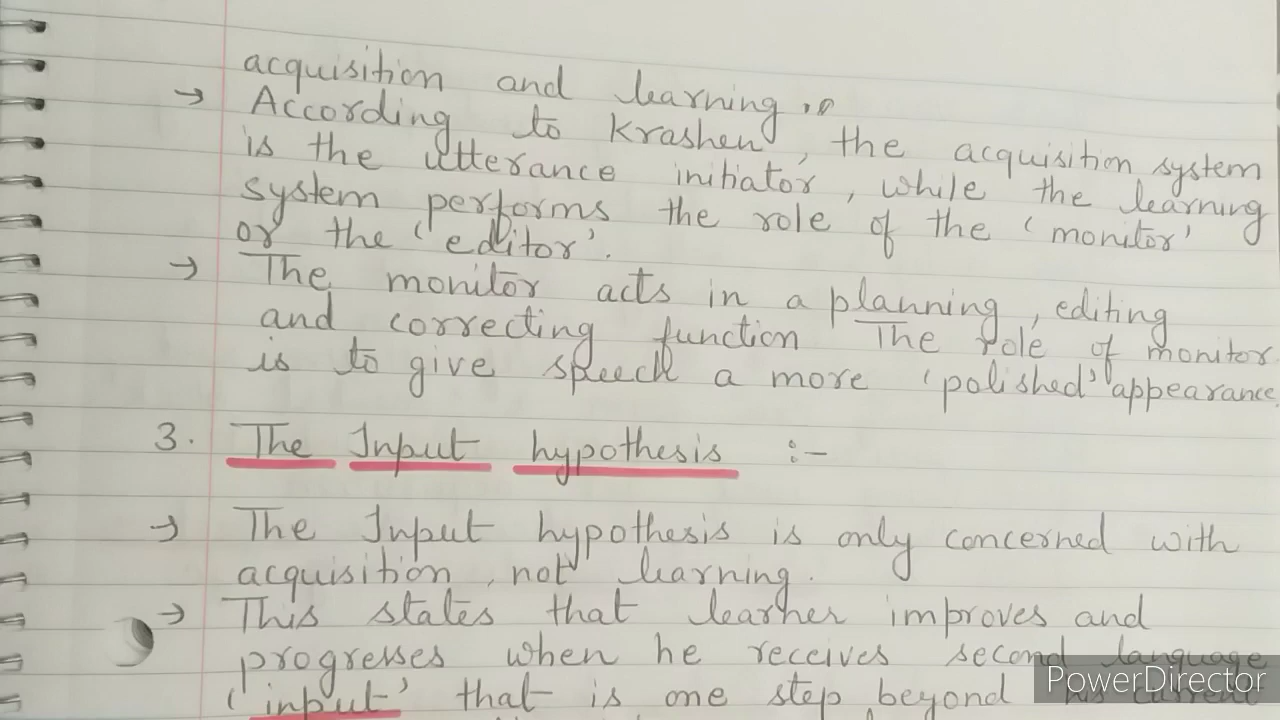 acquisition and learning.
→ According to Krashen, the acquisition system
is the utterance initiator, while the learning
system performs the role of the 'monitor'
or the 'editor'.
→ The monitor acts in a planning, editing
and correcting function The role of monitor
is to give speech a more 'polished' appearance.
3. The Input hypothesis :-
→ The Input hypothesis is only concerned with
acquisition, not learning.
→ This states that learner improves and
progresses when he receives second language
'input' that is one step beyond his current
PowerDirector